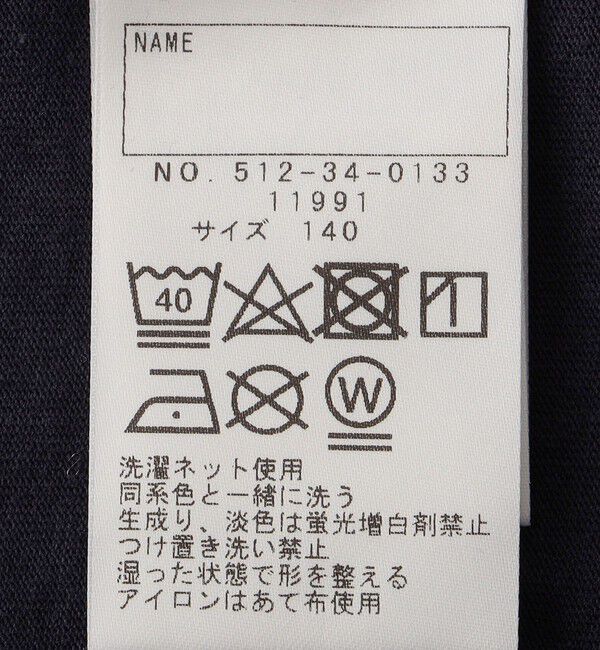 NAME
NO. 512-34-0133
11991
サイズ 140
40
W
洗濯ネット使用
同系色と一緒に洗う
生成り、淡色は蛍光増白剤禁止
つけ置き洗い禁止
湿った状態で形を整える
アイロンはあて布使用